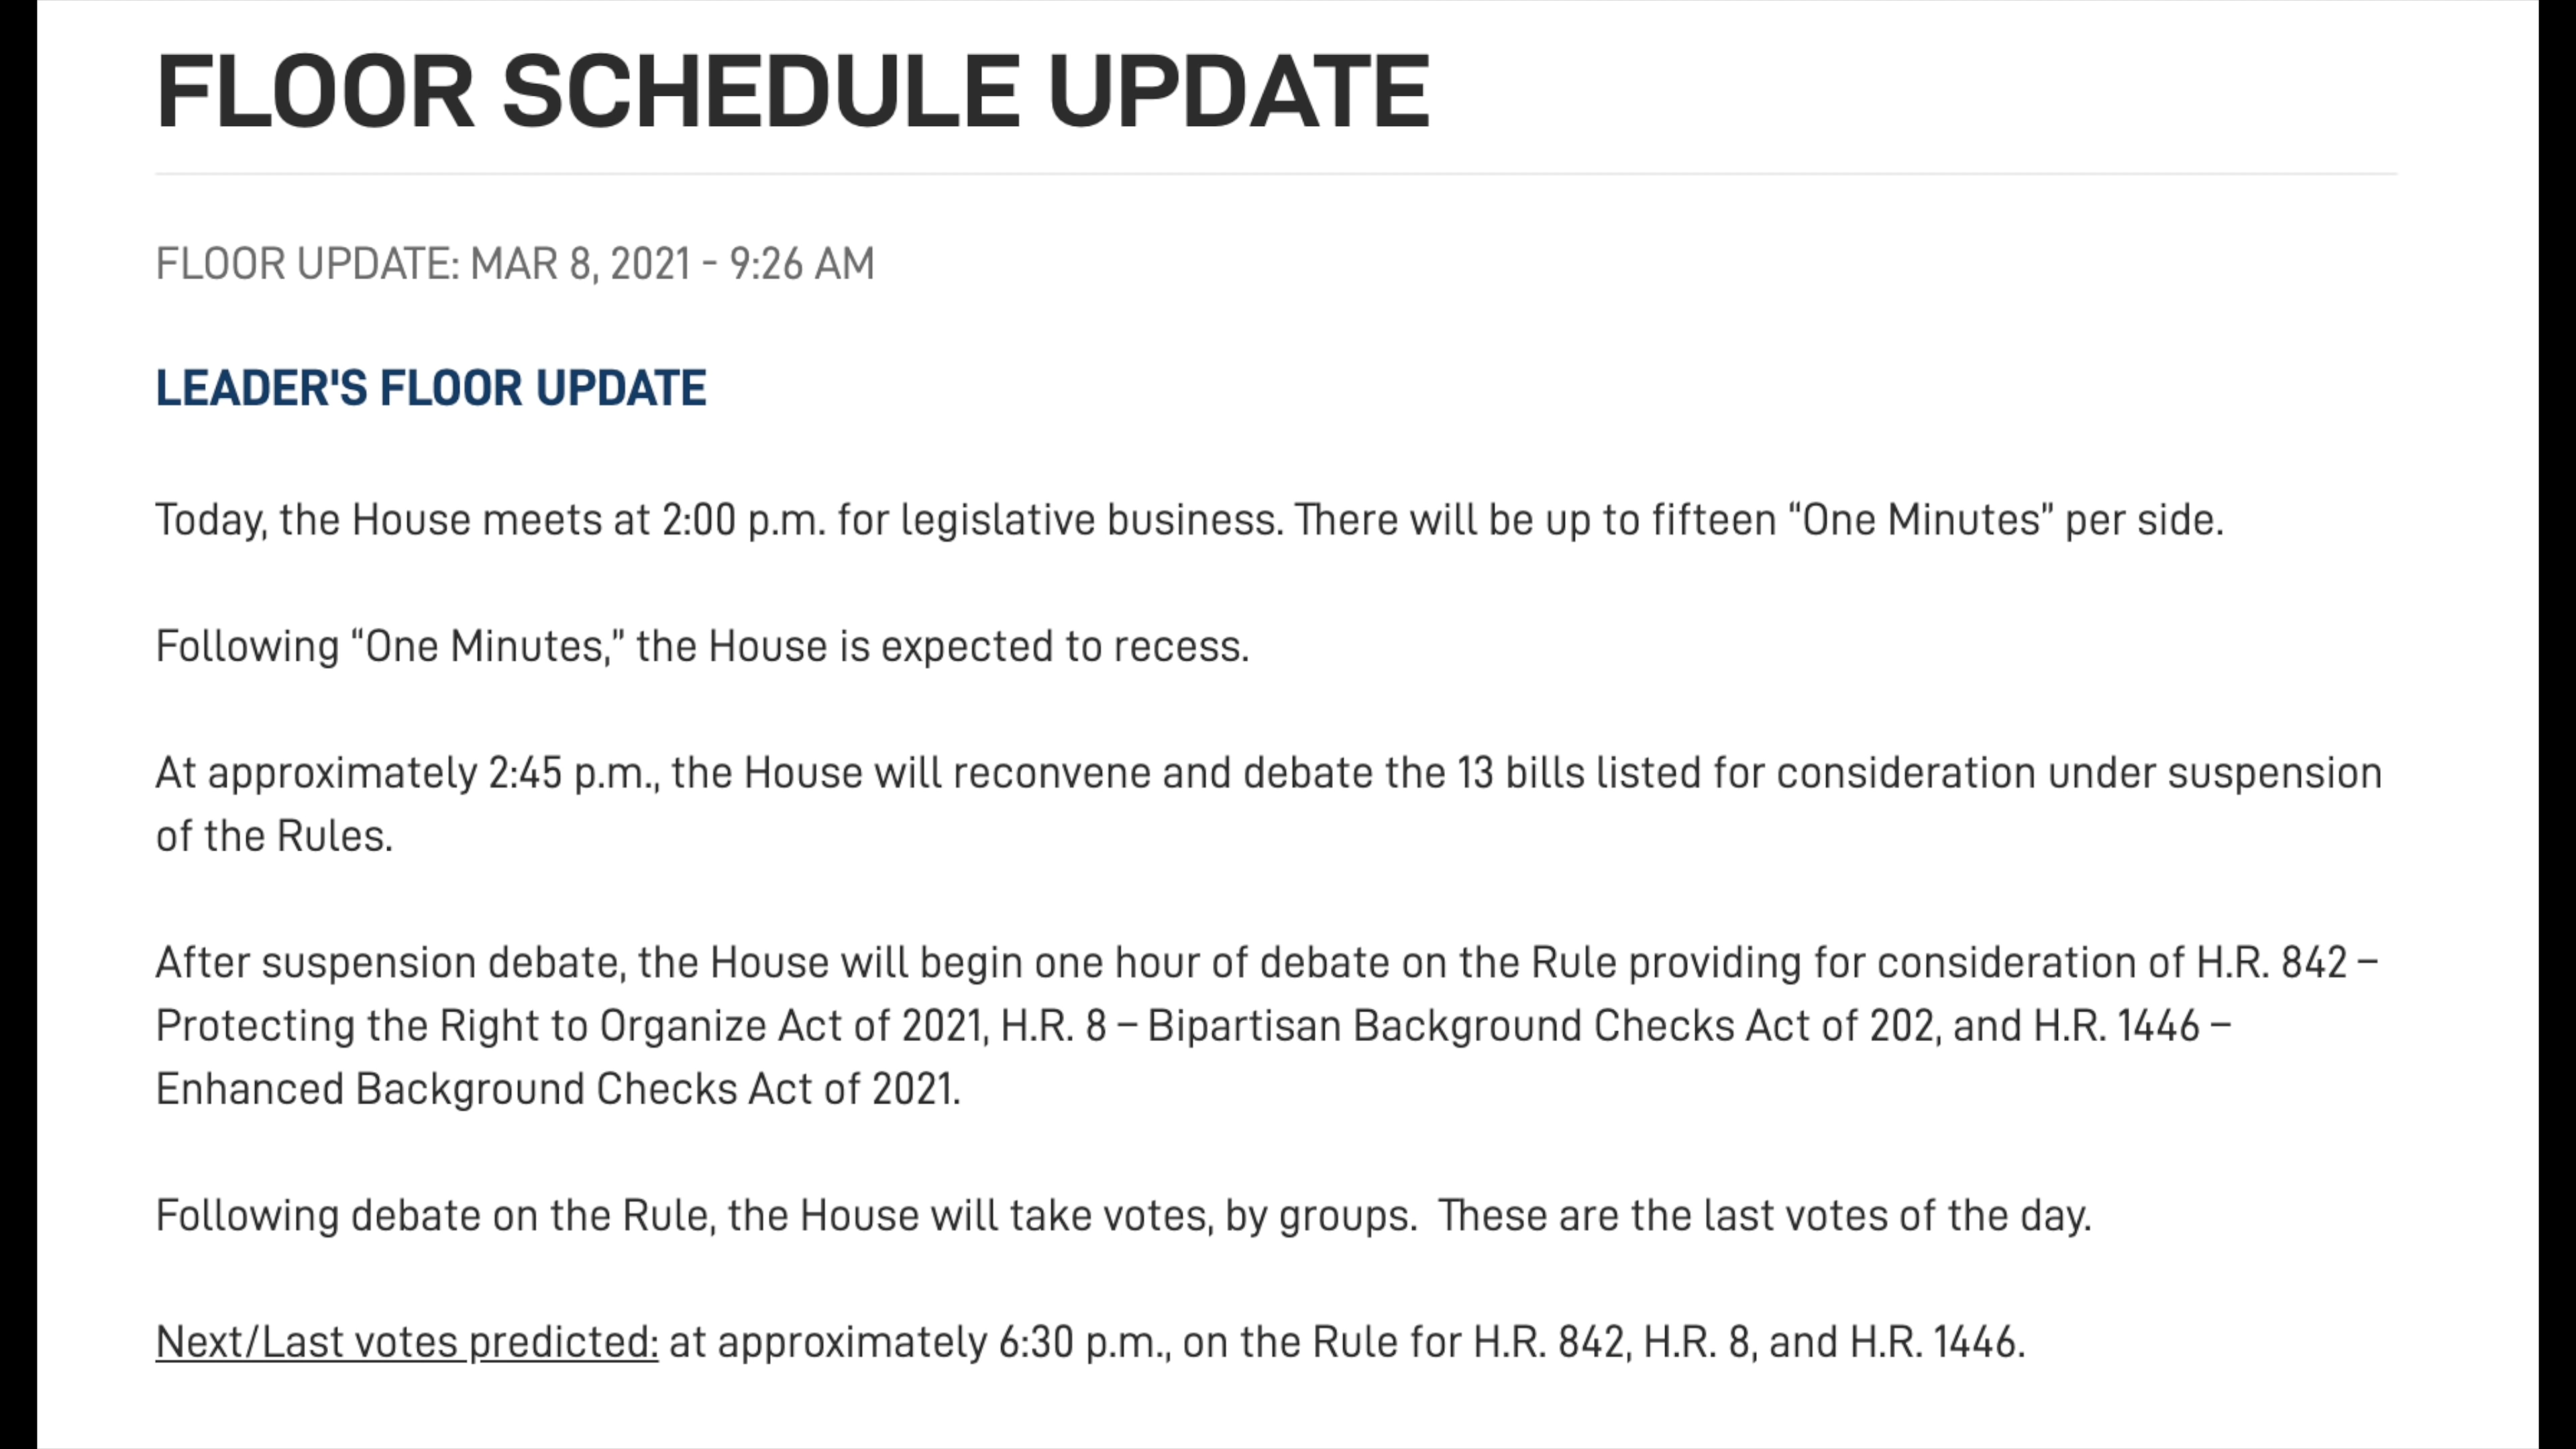 FLOOR SCHEDULE UPDATE
FLOOR UPDATE: MAR 8, 2021 - 9:26 AM
LEADER'S FLOOR UPDATE
Today, the House meets at 2:00 p.m. for legislative business. There will be up to fifteen “One Minutes” per side.
Following “One Minutes,” the House is expected to recess.
At approximately 2:45 p.m., the House will reconvene and debate the 13 bills listed for consideration under suspension
of the Rules.
After suspension debate, the House will begin one hour of debate on the Rule providing for consideration of H.R. 842 –
Protecting the Right to Organize Act of 2021, H.R. 8 – Bipartisan Background Checks Act of 202, and H.R. 1446 –
Enhanced Background Checks Act of 2021.
Following debate on the Rule, the House will take votes, by groups.  These are the last votes of the day.
Next/Last votes predicted: at approximately 6:30 p.m., on the Rule for H.R. 842, H.R. 8, and H.R. 1446.